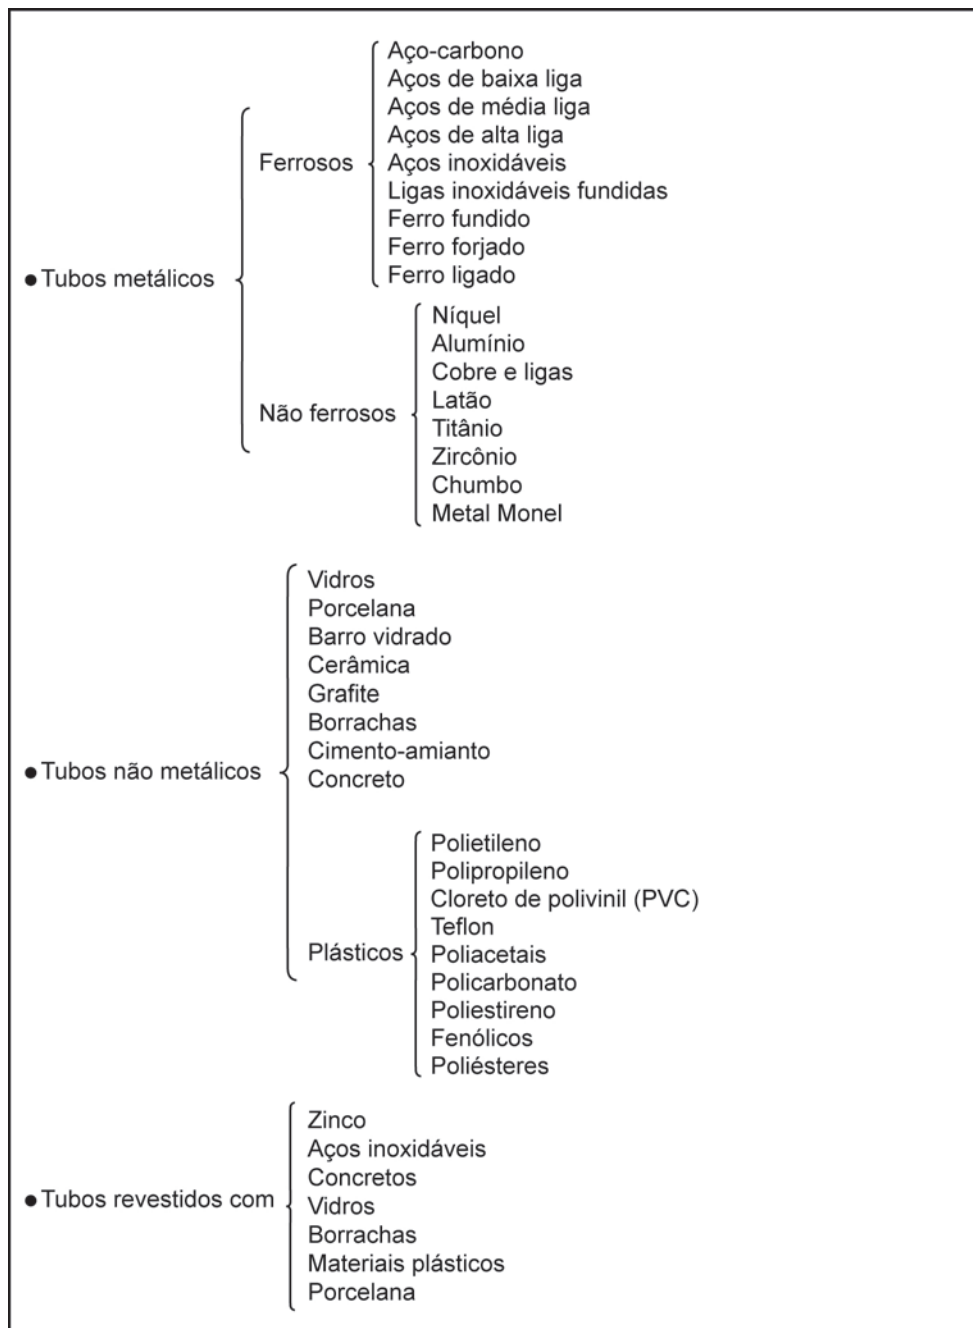 ● Tubos metálicos
Ferrosos
Aço-carbono
Aços de baixa liga
Aços de média liga
Aços de alta liga
Aços inoxidáveis
Ligas inoxidáveis fundidas
Ferro fundido
Ferro forjado
Ferro ligado
Não ferrosos
Níquel
Alumínio
Cobre e ligas
Latão
Titânio
Zircônio
Chumbo
Metal Monel
● Tubos não metálicos
Vidros
Porcelana
Barro vidrado
Cerâmica
Grafite
Borrachas
Cimento-amianto
Concreto
Plásticos
Polietileno
Polipropileno
Cloreto de polivinil (PVC)
Teflon
Poliacetais
Policarbonato
Poliestireno
Fenólicos
Poliésteres
● Tubos revestidos com
Zinco
Aços inoxidáveis
Concretos
Vidros
Borrachas
Materiais plásticos
Porcelana